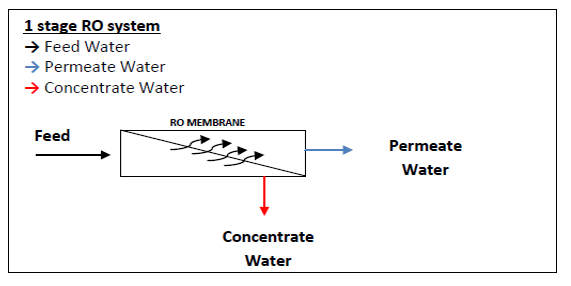 1 stage RO system
→ Feed Water
→ Permeate Water
→ Concentrate Water
RO MEMBRANE
Feed
Permeate
Water
Concentrate
Water